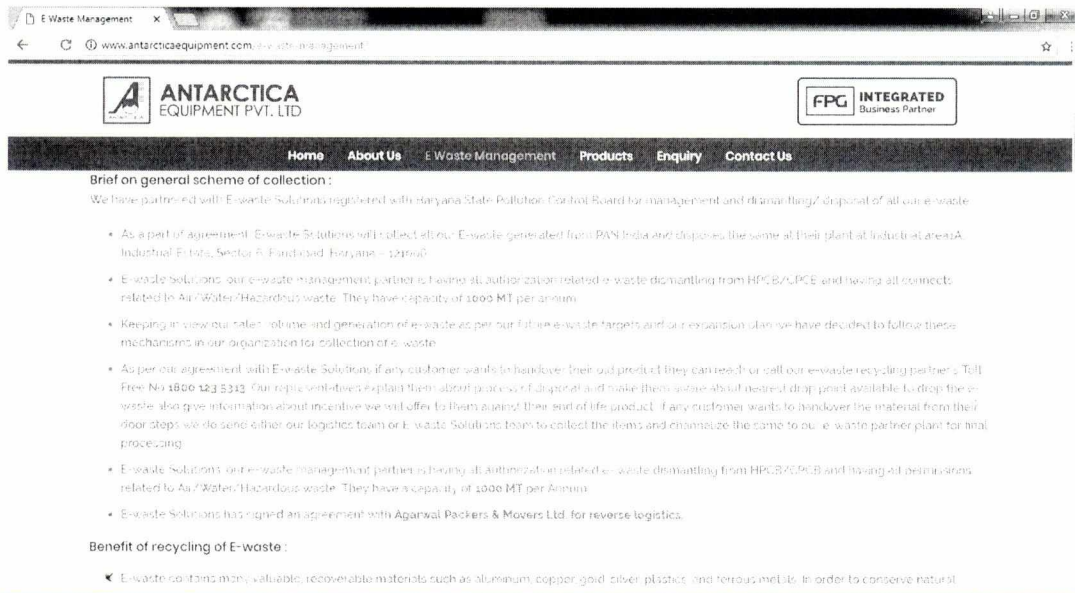 E Waste Management
www.antarcticaequipment.com/e-waste-management
ANTARCTICA
EQUIPMENT PVT. LTD
FPG INTEGRATED
Business Partner
Home About Us E Waste Management Products Enquiry Contact Us
Brief on general scheme of collection :
We have partnered with E-waste Solutions registered with Haryana State Pollution Control Board for management and dismantling/ disposal of all our e-waste
As a part of agreement, E-waste Solutions will collect all our E-waste generated from PAN India and disposes the same at their plant at Industrial area
Industrial Estate, Sector 6, Faridabad, Haryana - 121006
E-waste Solutions, our e-waste management partner is having all authorization related e-waste dismantling from HPCB/CPCB and having all connects
related to Air/Water/Hazardous waste. They have capacity of 1000 MT per annum
Keeping in view our sales volume and generation of e-waste as per our future e-waste targets and our expansion plan we have decided to follow these
mechanisms in our organization for collection of e-waste
As per our agreement with E-waste Solutions if any customer wants to handover their old product they can reach or call our e-waste recycling partner's Toll
Free No 1800 123 5313. Our representatives explain them about process of disposal and make them aware about nearest drop point available to drop the e-
waste also give information about incentive we will offer to them against their end of life product. If any customer wants to handover the material from their
door steps we do send either our logistics team or E-waste Solutions team to collect the items and channelize the same to our e-waste partner plant for final
processing
E-waste Solutions, our e-waste management partner is having all authorization related e-waste dismantling from HPCB/CPCB and having all permissions
related to Air/Water/Hazardous waste. They have a capacity of 1000 MT per Annum
E-waste Solutions has signed an agreement with Agarwal Packers & Movers Ltd. for reverse logistics.
Benefit of recycling of E-waste :
E-waste contains many valuable, recoverable materials such as aluminum, copper, gold, silver, plastics, and ferrous metals. In order to conserve natural